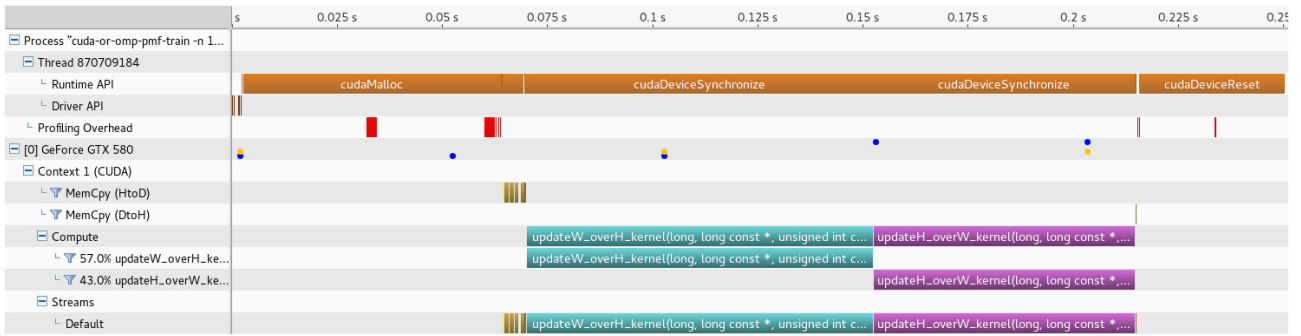 s 0.025 s 0.05 s 0.075 s 0.1 s 0.125 s 0.15 s 0.175 s 0.2 s 0.225 s 0.25
Process "cuda-or-omp-pmf-train -n 1...
Thread 870709184
Runtime API cudaMalloc cudaDeviceSynchronize cudaDeviceSynchronize cudaDeviceReset
Driver API
Profiling Overhead
[0] GeForce GTX 580
Context 1 (CUDA)
MemCpy (HtoD)
MemCpy (DtoH)
Compute updateW_overH_kernel(long, long const *, unsigned int c... updateH_overW_kernel(long, long const *,...
57.0% updateW_overH_ke... updateW_overH_kernel(long, long const *, unsigned int c...
43.0% updateH_overW_ke... updateH_overW_kernel(long, long const *,...
Streams
Default updateW_overH_kernel(long, long const *, unsigned int c... updateH_overW_kernel(long, long const *,...